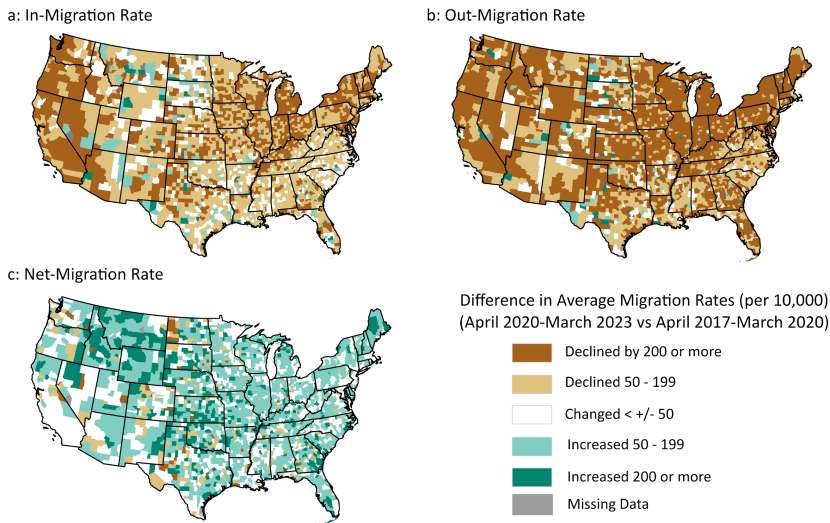 a: In-Migration Rate
b: Out-Migration Rate
c: Net-Migration Rate
Difference in Average Migration Rates (per 10,000)
(April 2020-March 2023 vs April 2017-March 2020)
Declined by 200 or more
Declined 50 - 199
Changed < +/- 50
Increased 50 - 199
Increased 200 or more
Missing Data